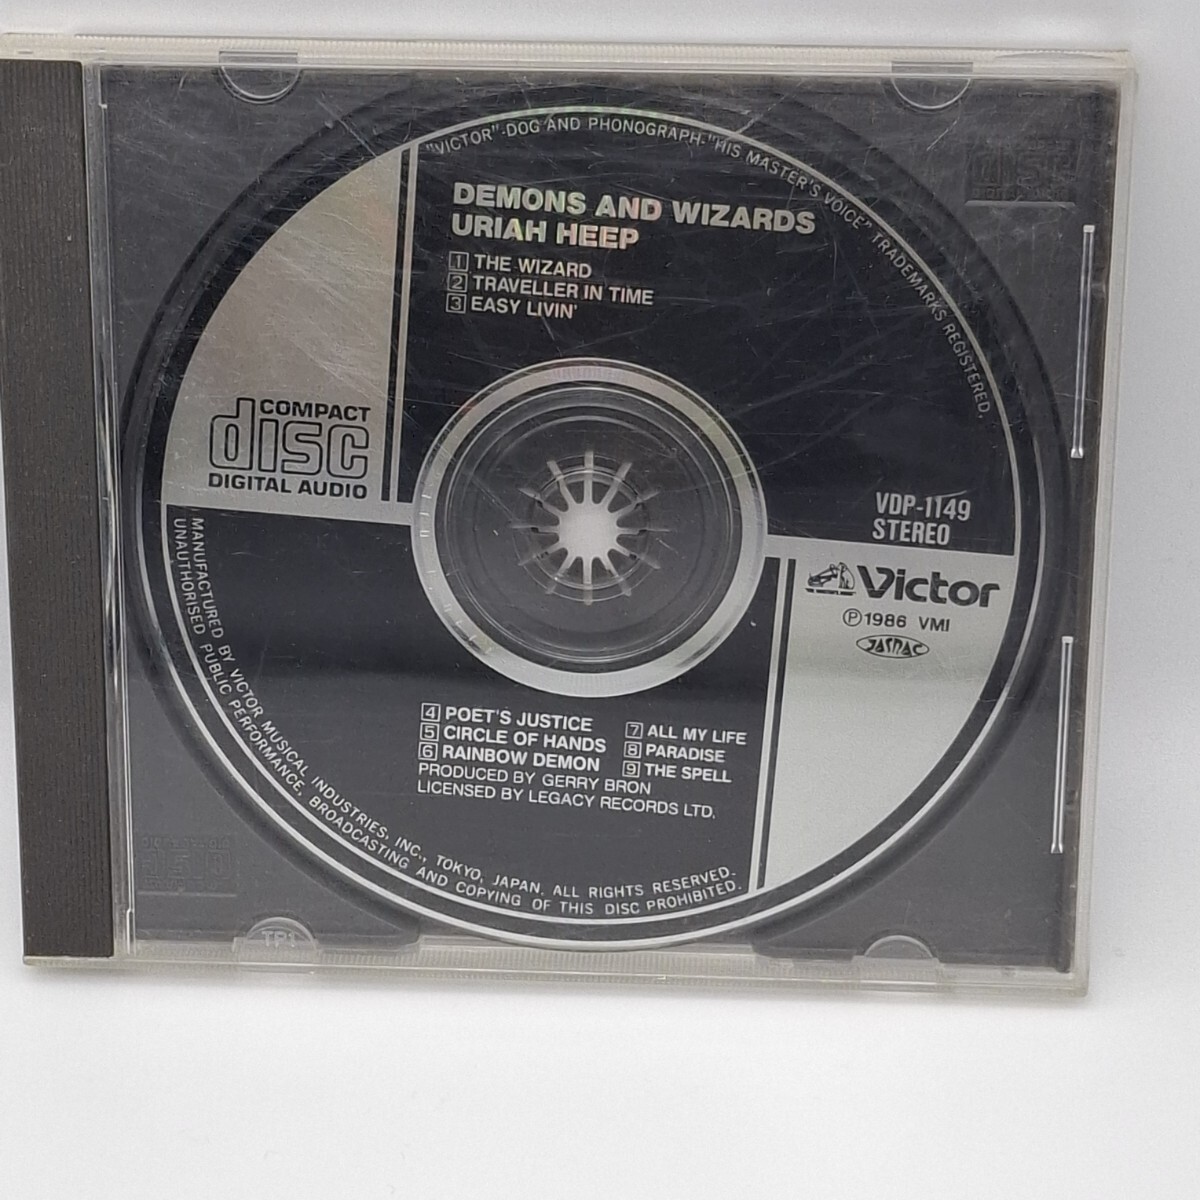 "VICTOR"-DOG AND PHONOGRAPH-"HIS MASTER'S VOICE" TRADEMARKS REGISTERED.
DEMONS AND WIZARDS
URIAH HEEP
1 THE WIZARD
2 TRAVELLER IN TIME
3 EASY LIVIN'
COMPACT
disc
DIGITAL AUDIO
VDP-1149
STEREO
Victor
Ⓟ1986 VMI
JASRAC
4 POET'S JUSTICE
5 CIRCLE OF HANDS
6 RAINBOW DEMON
7 ALL MY LIFE
8 PARADISE
9 THE SPELL
PRODUCED BY GERRY BRON
LICENSED BY LEGACY RECORDS LTD.
MANUFACTURED BY VICTOR MUSICAL INDUSTRIES, INC., TOKYO, JAPAN. ALL RIGHTS RESERVED-
UNAUTHORISED PUBLIC PERFORMANCE, BROADCASTING AND COPYING OF THIS DISC PROHIBITED.
TP1